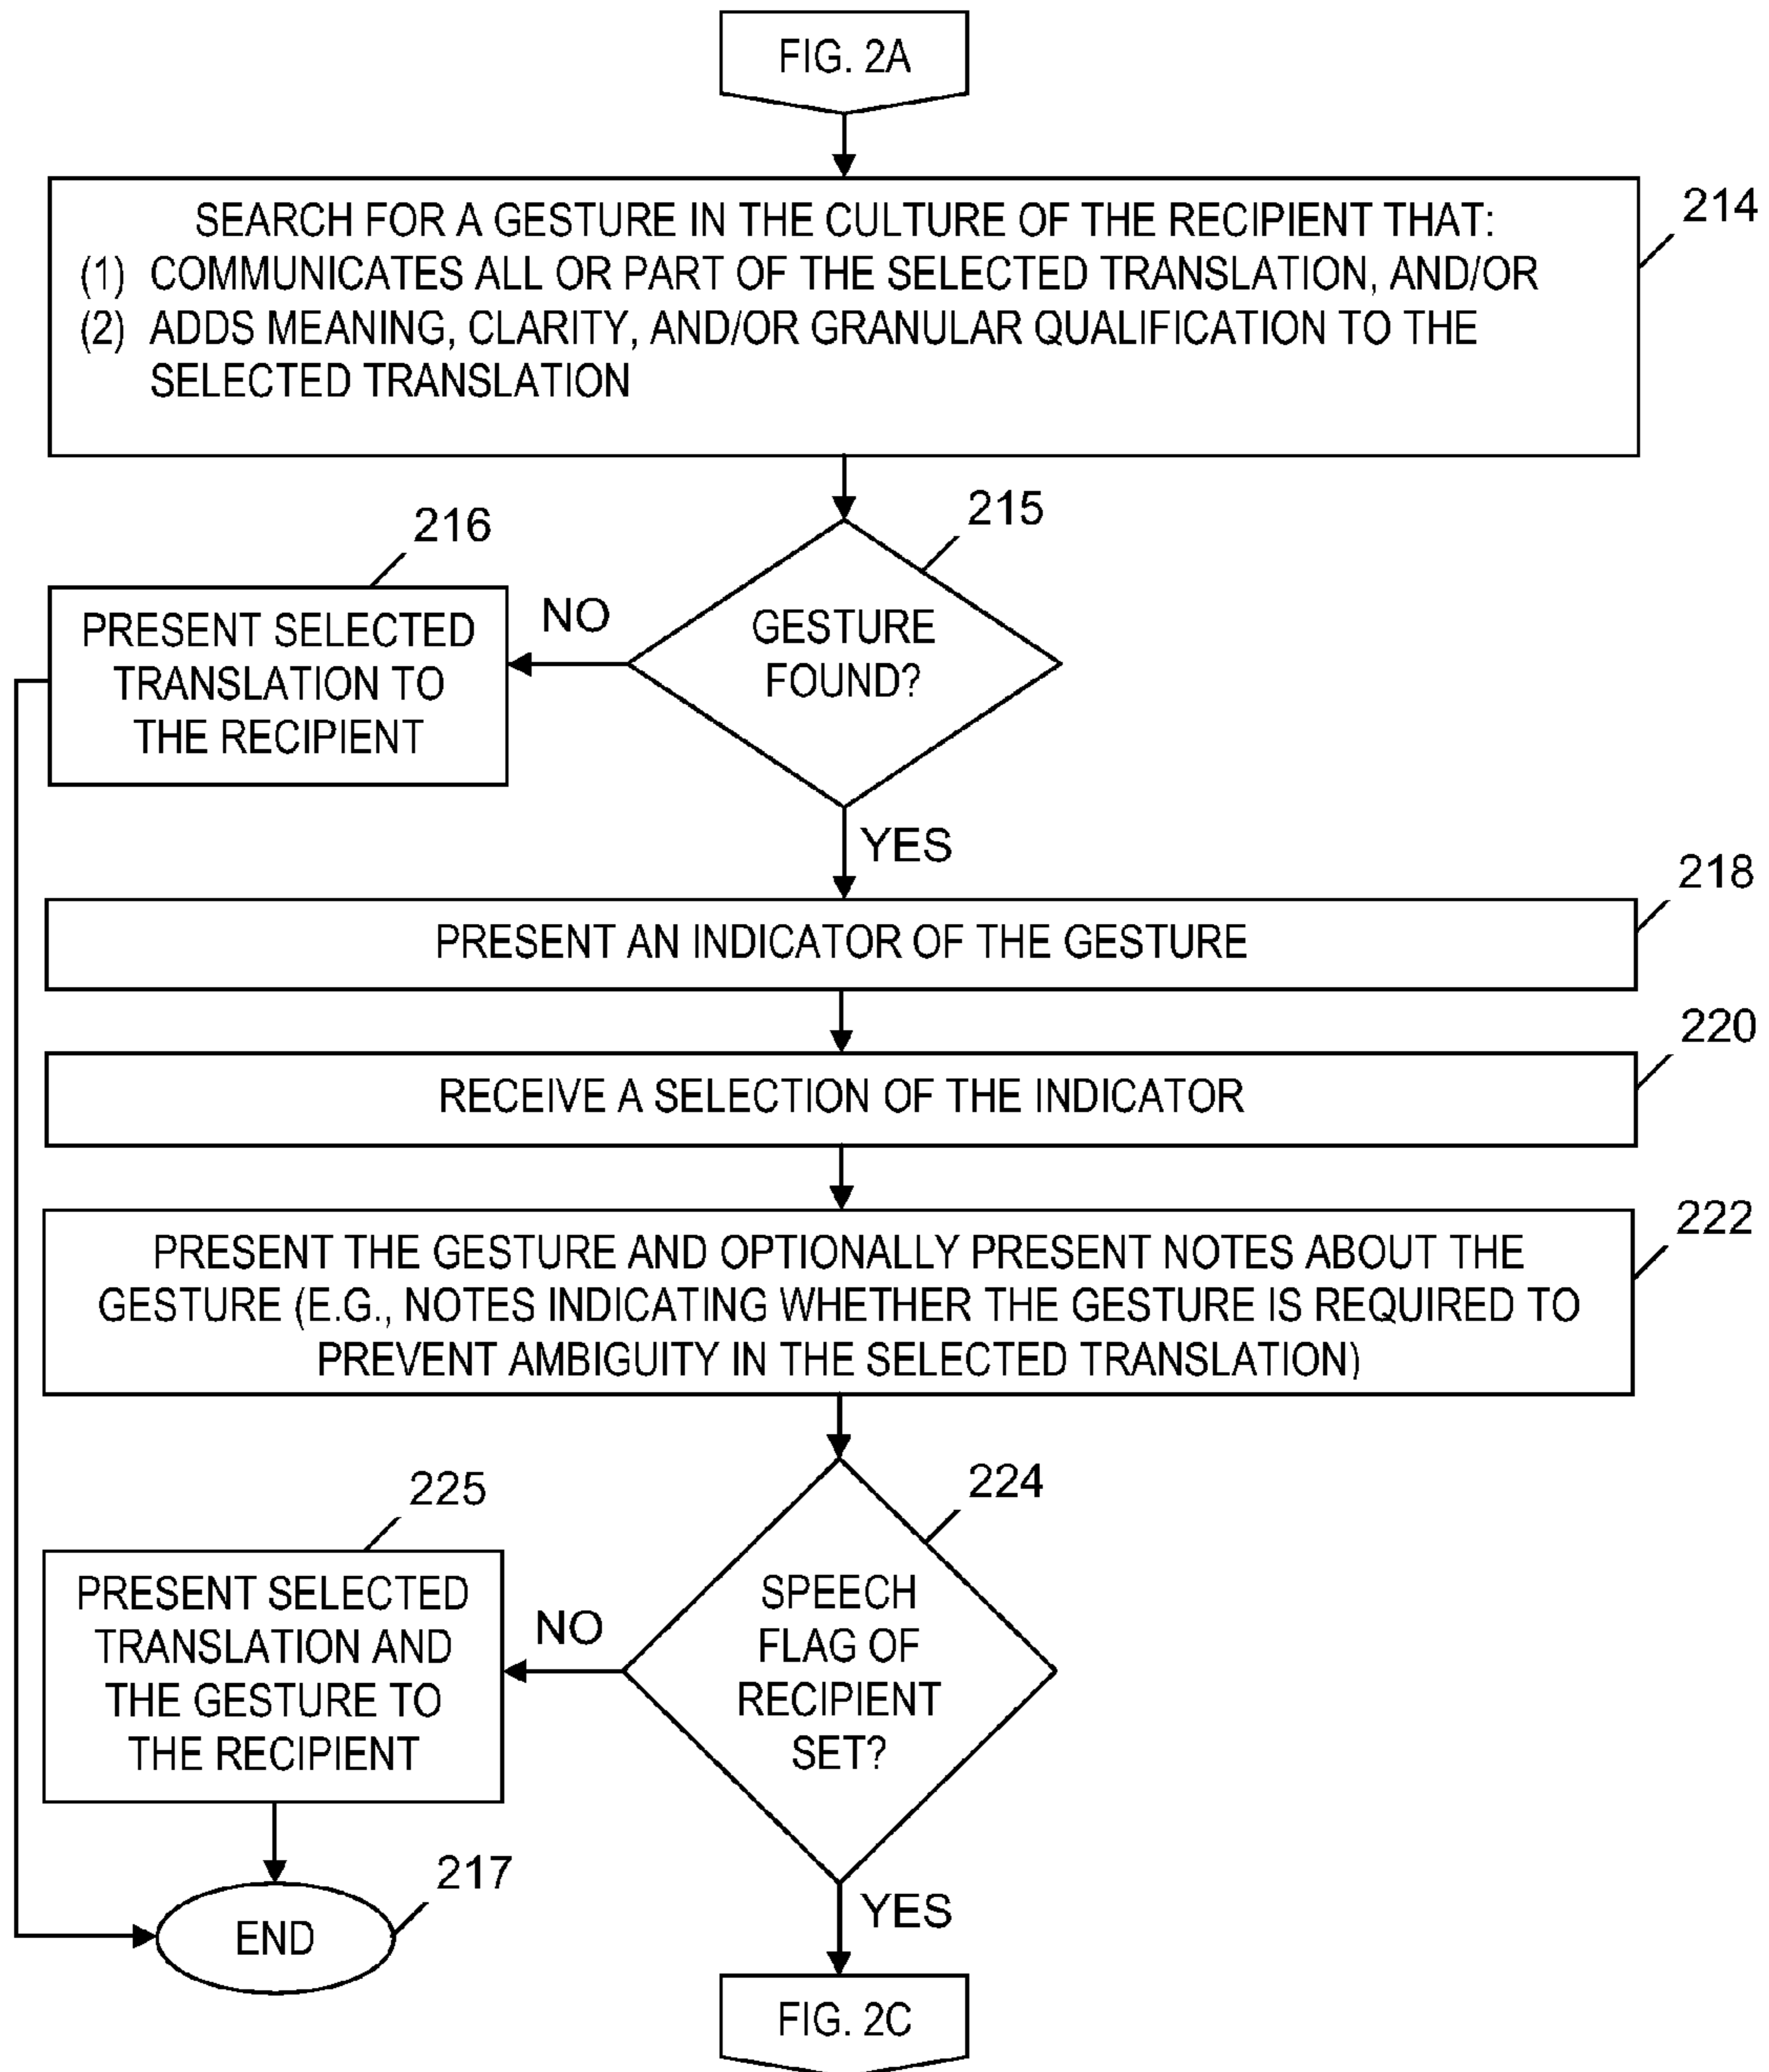 FIG. 2A
214
SEARCH FOR A GESTURE IN THE CULTURE OF THE RECIPIENT THAT:
(1) COMMUNICATES ALL OR PART OF THE SELECTED TRANSLATION, AND/OR
(2) ADDS MEANING, CLARITY, AND/OR GRANULAR QUALIFICATION TO THE
SELECTED TRANSLATION
215
GESTURE
FOUND?
NO
216
PRESENT SELECTED
TRANSLATION TO
THE RECIPIENT
YES
218
PRESENT AN INDICATOR OF THE GESTURE
220
RECEIVE A SELECTION OF THE INDICATOR
222
PRESENT THE GESTURE AND OPTIONALLY PRESENT NOTES ABOUT THE
GESTURE (E.G., NOTES INDICATING WHETHER THE GESTURE IS REQUIRED TO
PREVENT AMBIGUITY IN THE SELECTED TRANSLATION)
224
SPEECH
FLAG OF
RECIPIENT
SET?
NO
225
PRESENT SELECTED
TRANSLATION AND
THE GESTURE TO
THE RECIPIENT
217
END
YES
FIG. 2C